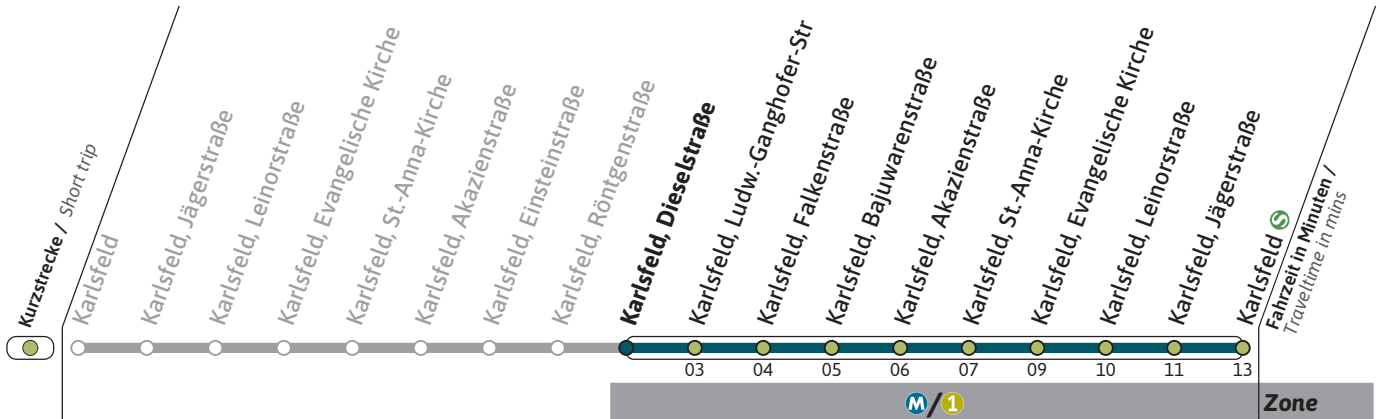 Kurzstrecke / Short trip
Karlsfeld
Karlsfeld, Jägerstraße
Karlsfeld, Leinorstraße
Karlsfeld, Evangelische Kirche
Karlsfeld, St.-Anna-Kirche
Karlsfeld, Akazienstraße
Karlsfeld, Einsteinstraße
Karlsfeld, Röntgenstraße
Karlsfeld, Dieselstraße
Karlsfeld, Ludw.-Ganghofer-Str
Karlsfeld, Falkenstraße
Karlsfeld, Bajuwarenstraße
Karlsfeld, Akazienstraße
Karlsfeld, St.-Anna-Kirche
Karlsfeld, Evangelische Kirche
Karlsfeld, Leinorstraße
Karlsfeld, Jägerstraße
Karlsfeld S
Fahrzeit in Minuten /
Traveltime in mins
03 04 05 06 07 09 10 11 13
M / 1 Zone